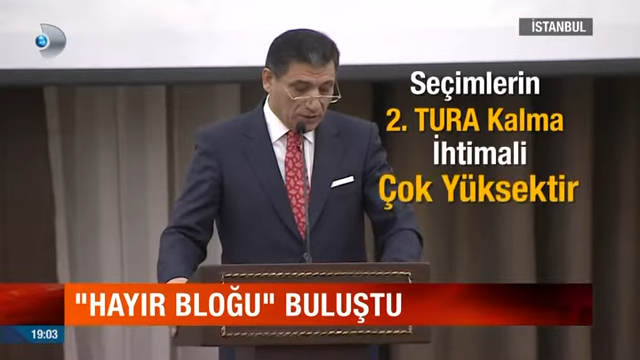 İSTANBUL
Seçimlerin
2. TURA Kalma
İhtimali
Çok Yüksektir
"HAYIR BLOĞU" BULUŞTU
19:03